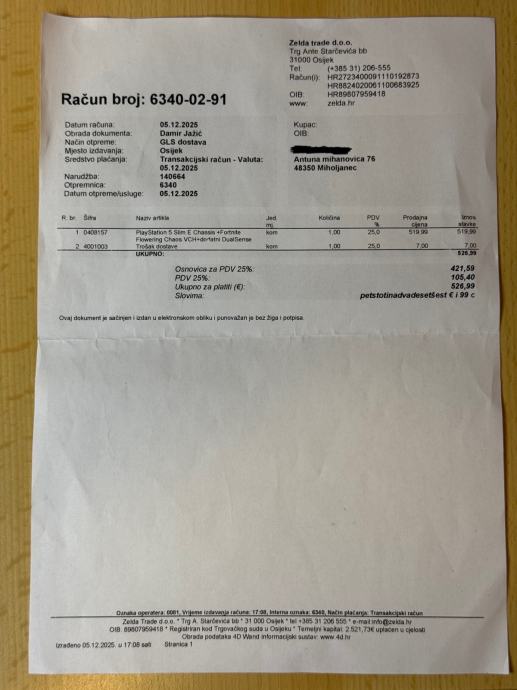 Zelda trade d.o.o.
Trg Ante Starčevića bb
31000 Osijek
Tel: (+385 31) 206-555
Račun(i): HR2723400091110192873
HR8824020061100683925
OIB: HR89807959418
www: zelda.hr
Račun broj: 6340-02-91
Datum računa: 05.12.2025
Obrada dokumenta: Damir Jažić
Način otpreme: GLS dostava
Mjesto izdavanja: Osijek
Sredstvo plaćanja: Transakcijski račun - Valuta:
05.12.2025
Narudžba: 140664
Otpremnica: 6340
Datum otpreme/usluge: 05.12.2025
Kupac:
OIB:
Antuna mihanovica 76
48350 Miholjanec
R. br. Šifra Naziv artikla Jed. mj. Količina PDV % Prodajna cijena Iznos stavke
1 0408157 PlayStation 5 Slim E Chassis +Fortnite kom 1,00 25,0 519,99 519,99
Flowering Chaos VCH+dodatni DualSense
2 4001003 Trošak dostave kom 1,00 25,0 7,00 7,00
UKUPNO: 526,99
Osnovica za PDV 25%: 421,59
PDV 25%: 105,40
Ukupno za platiti (€): 526,99
Slovima: petstotinadvadesetšest € i 99 c
Ovaj dokument je sačinjen i izdan u elektronskom obliku i punovažan je bez žiga i potpisa.
Oznaka operatera: 0081, Vrijeme izdavanja računa: 17:08, Interna oznaka: 6340, Način plaćanja: Transakcijski račun
Zelda Trade d.o.o. * Trg A. Starčevića bb * 31 000 Osijek * tel +385 31 206 555 * e-mail:info@zelda.hr
OIB: 89807959418 * Registriran kod Trgovačkog suda u Osijeku * Temeljni kapital: 2.521,73€ uplaćen u cijelosti
Obrada podataka 4D Wand informacijski sustav: www.4d.hr
Izrađeno 05.12.2025. u 17:08 sati Stranica 1